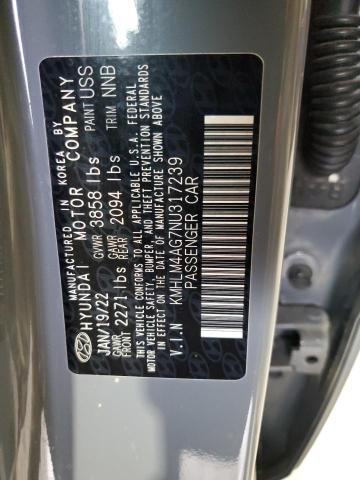 MANUFACTURED IN KOREA BY
HYUNDAI MOTOR COMPANY
JAN/19/22 GVWR 3858 lbs PAINT USS
GAWR FRONT 2271lbs GAWR REAR 2094 lbs TRIM NNB
THIS VEHICLE CONFORMS TO ALL APPLICABLE U.S.A. FEDERAL
MOTOR VEHICLE SAFETY, BUMPER, AND THEFT PREVENTION STANDARDS
IN EFFECT ON THE DATE OF MANUFACTURE SHOWN ABOVE.
V.I.N KMHLM4AG7NU317239
PASSENGER CAR